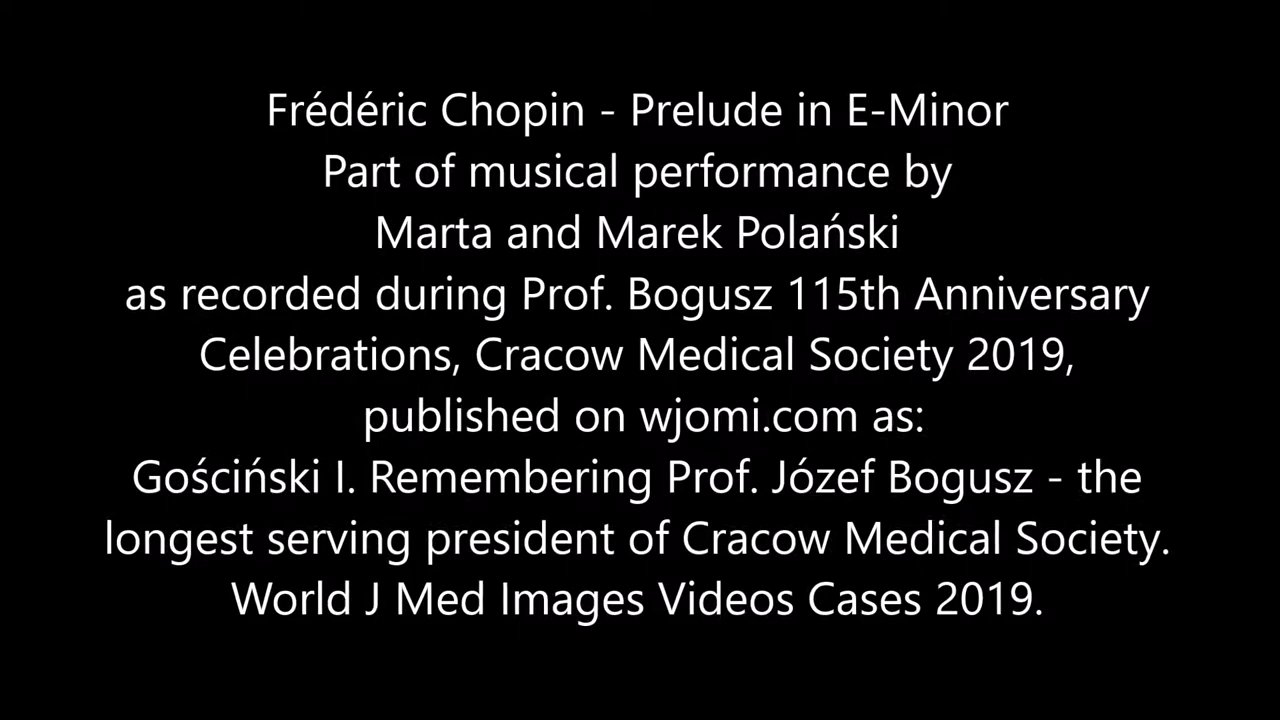 Frédéric Chopin - Prelude in E-Minor
Part of musical performance by
Marta and Marek Polański
as recorded during Prof. Bogusz 115th Anniversary
Celebrations, Cracow Medical Society 2019,
published on wjomi.com as:
Gościński I. Remembering Prof. Józef Bogusz - the
longest serving president of Cracow Medical Society.
World J Med Images Videos Cases 2019.